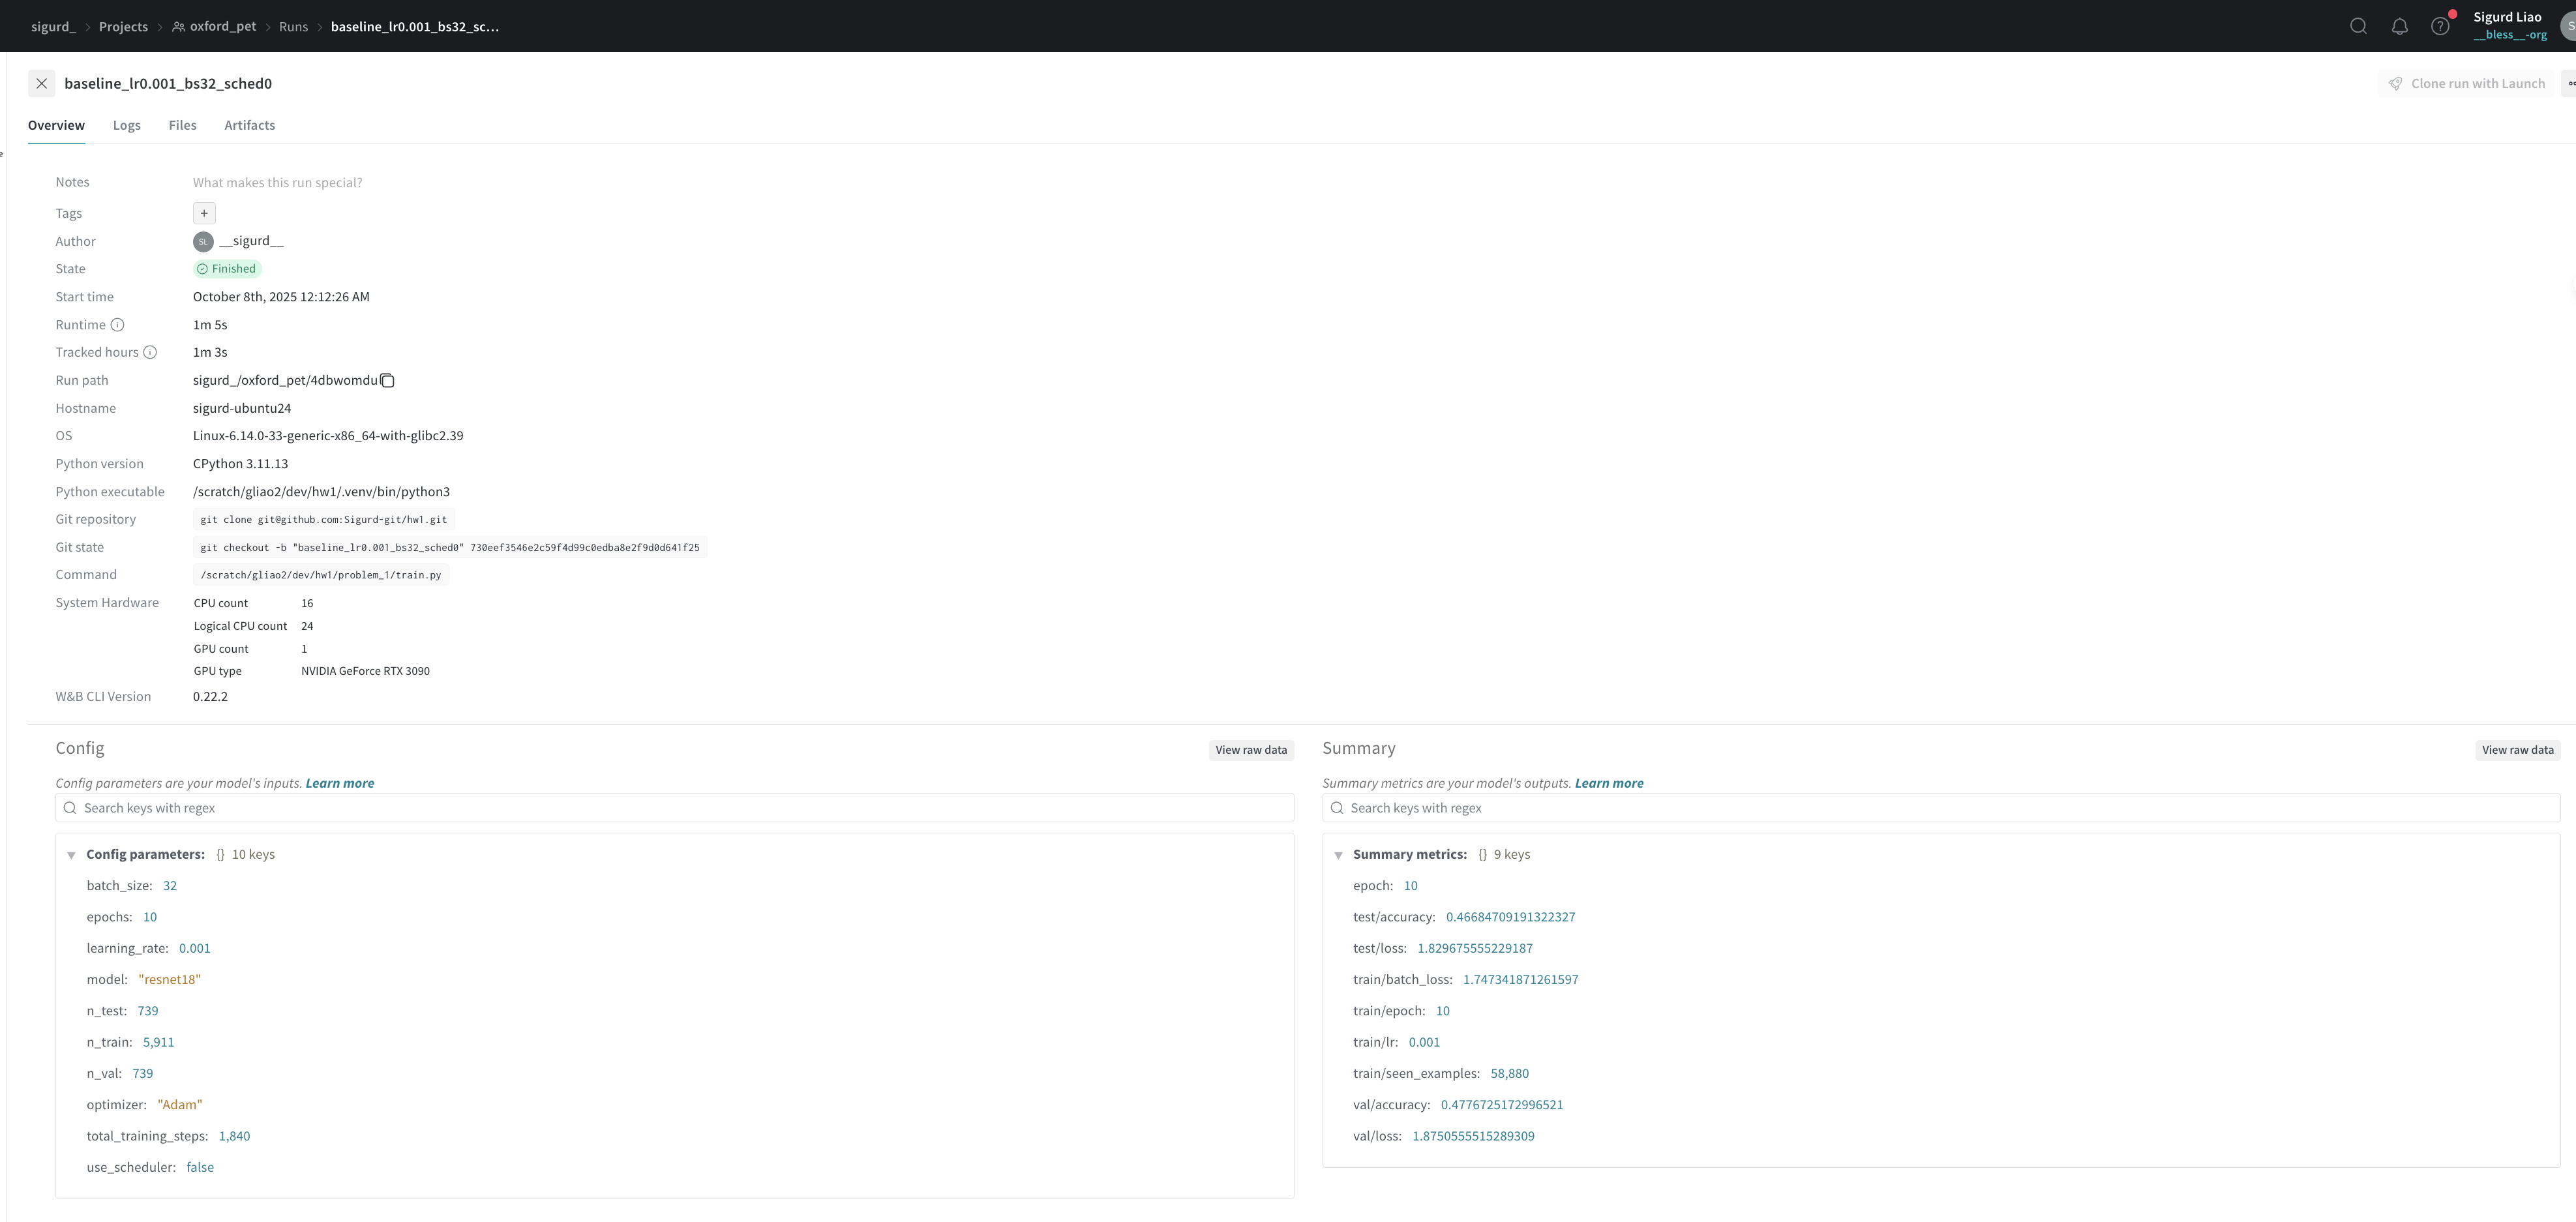 sigurd_ > Projects > oxford_pet > Runs > baseline_lr0.001_bs32_sc...
Sigurd Liao
__bless__-org
S
baseline_lr0.001_bs32_sched0
Clone run with Launch
Overview Logs Files Artifacts
Notes What makes this run special?
Tags +
Author SL __sigurd__
State Finished
Start time October 8th, 2025 12:12:26 AM
Runtime 1m 5s
Tracked hours 1m 3s
Run path sigurd_/oxford_pet/4dbwomdu
Hostname sigurd-ubuntu24
OS Linux-6.14.0-33-generic-x86_64-with-glibc2.39
Python version CPython 3.11.13
Python executable /scratch/gliao2/dev/hw1/.venv/bin/python3
Git repository git clone git@github.com:Sigurd-git/hw1.git
Git state git checkout -b "baseline_lr0.001_bs32_sched0" 730eef3546e2c59f4d99c0edba8e2f9d0d641f25
Command /scratch/gliao2/dev/hw1/problem_1/train.py
System Hardware CPU count 16
Logical CPU count 24
GPU count 1
GPU type NVIDIA GeForce RTX 3090
W&B CLI Version 0.22.2
Config View raw data
Config parameters are your model's inputs. Learn more
Search keys with regex
Config parameters: {} 10 keys
batch_size: 32
epochs: 10
learning_rate: 0.001
model: "resnet18"
n_test: 739
n_train: 5,911
n_val: 739
optimizer: "Adam"
total_training_steps: 1,840
use_scheduler: false
Summary View raw data
Summary metrics are your model's outputs. Learn more
Search keys with regex
Summary metrics: {} 9 keys
epoch: 10
test/accuracy: 0.46684709191322327
test/loss: 1.829675555229187
train/batch_loss: 1.747341871261597
train/epoch: 10
train/lr: 0.001
train/seen_examples: 58,880
val/accuracy: 0.4776725172996521
val/loss: 1.8750555515289309